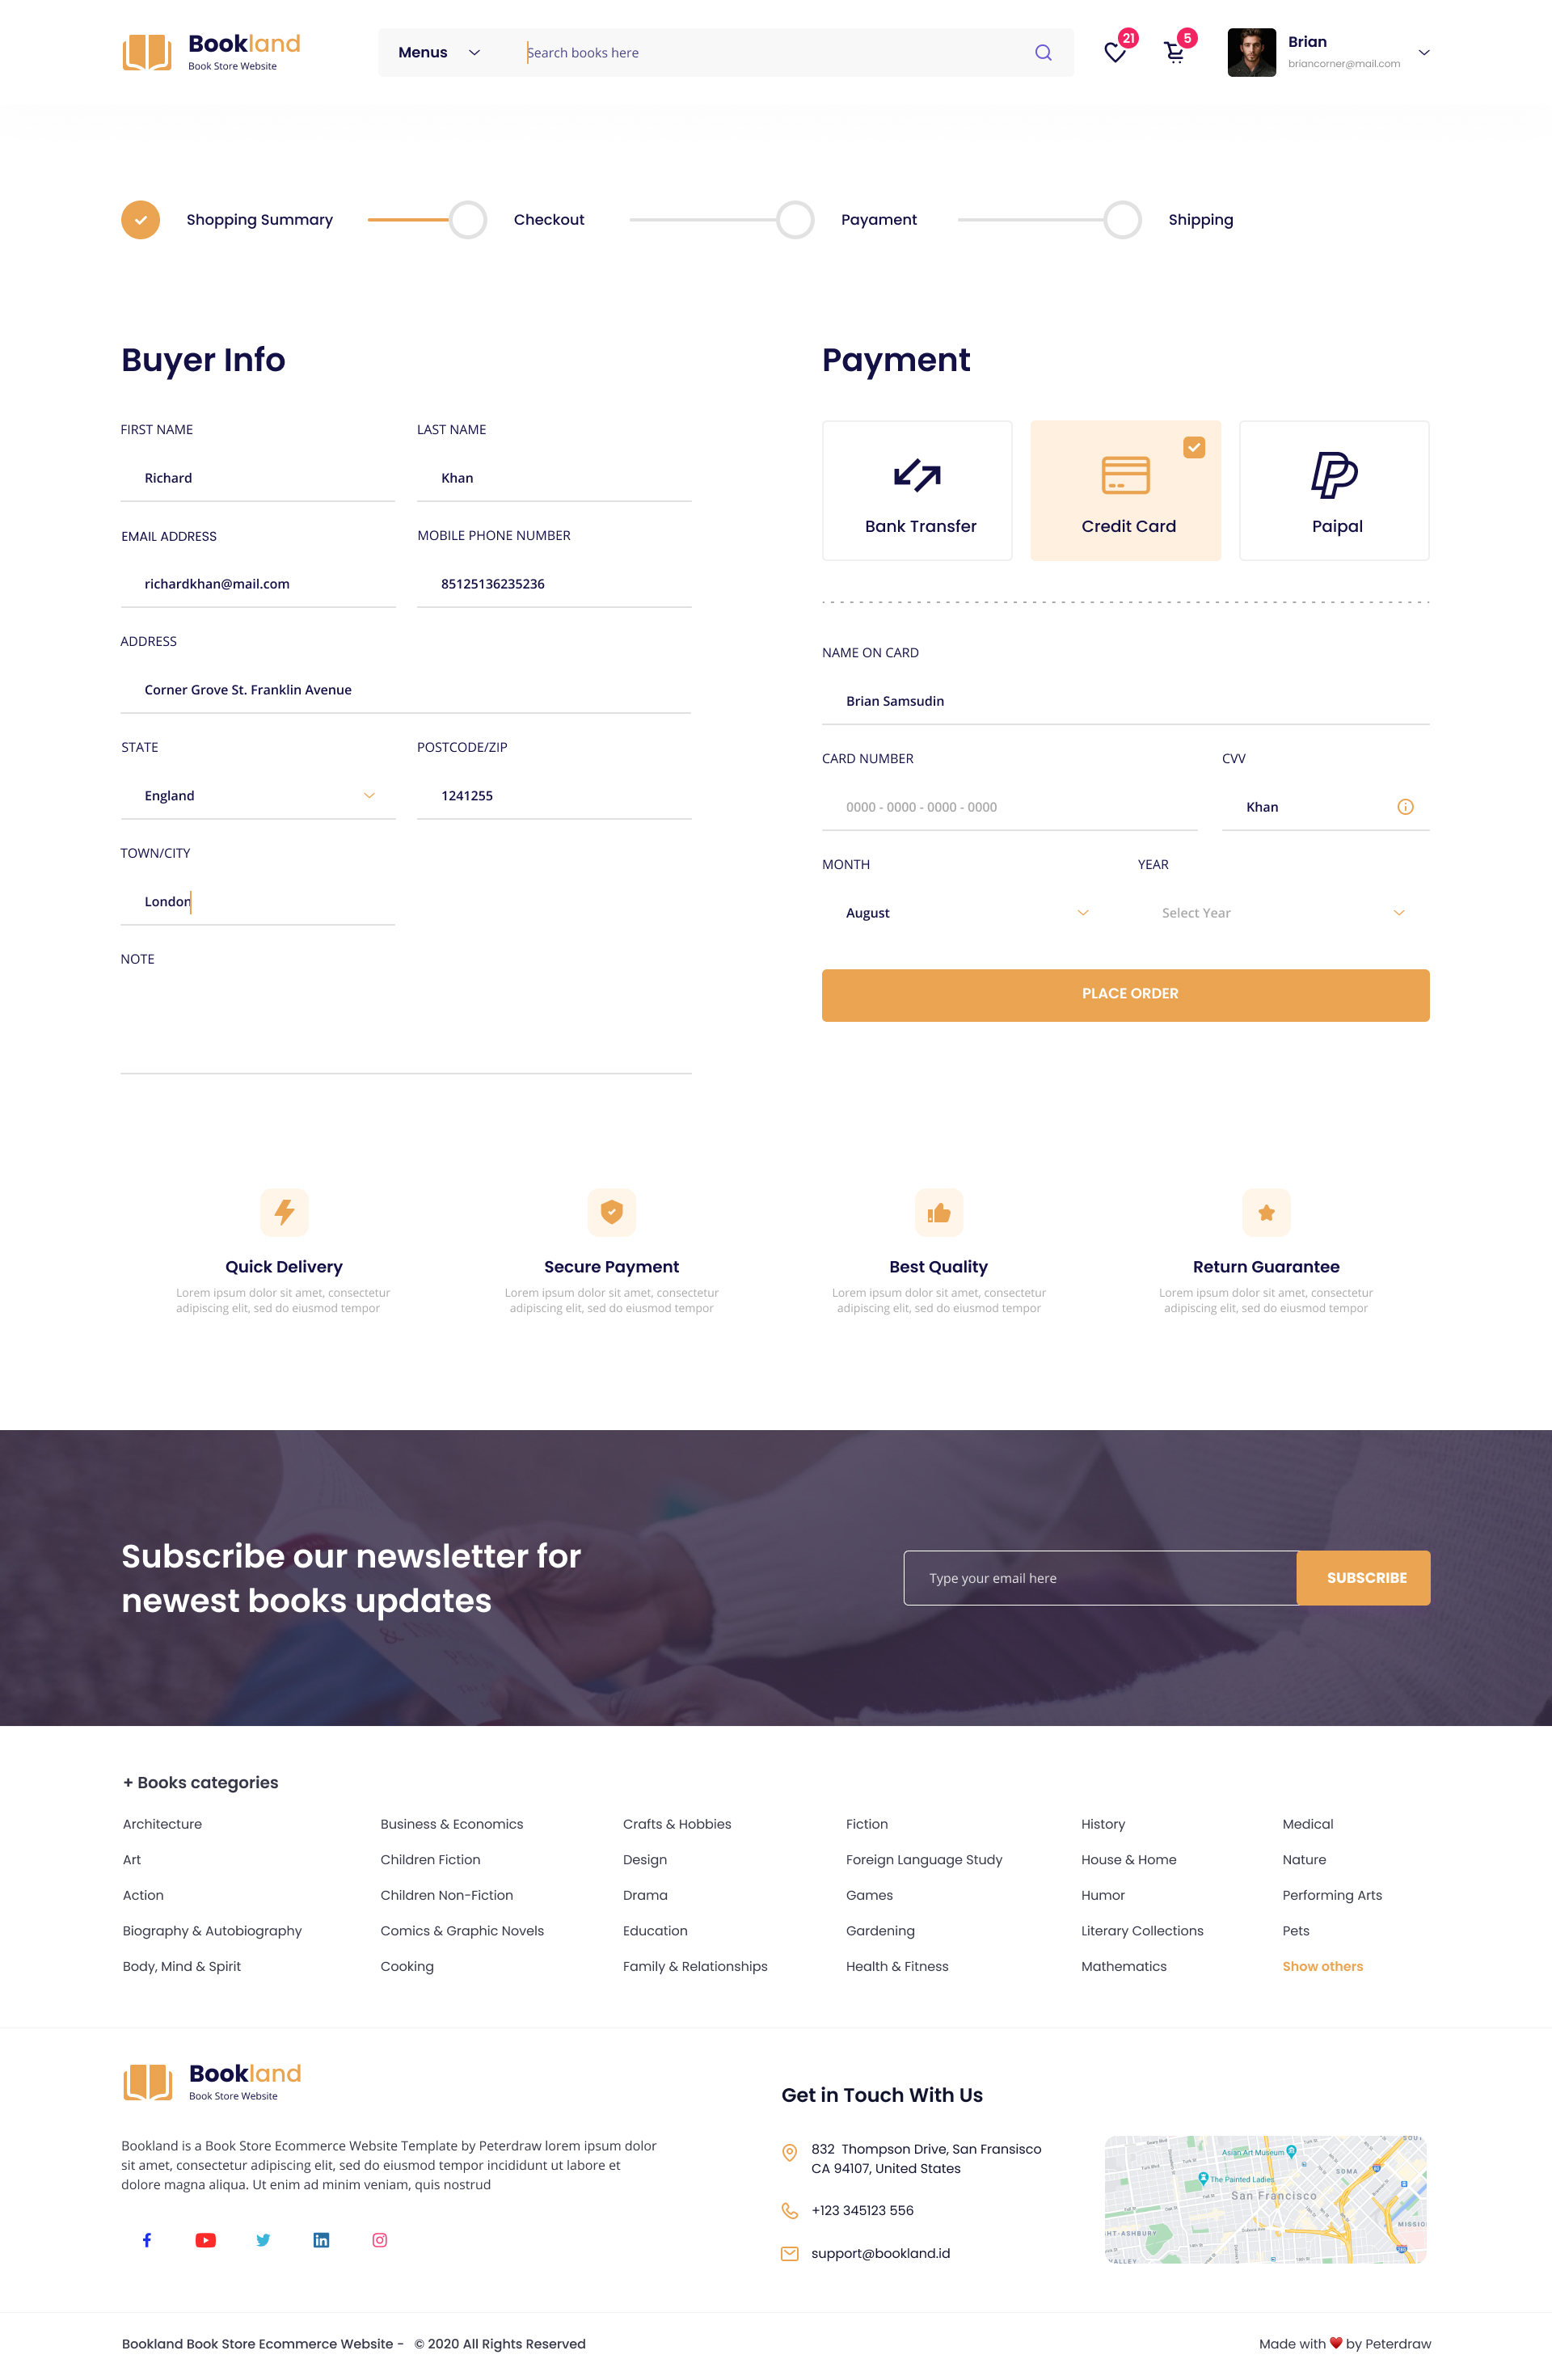 Bookland
Book Store Website
Menus
Search books here
21
5
Brian
briancorner@mail.com
Shopping Summary
Checkout
Payament
Shipping
Buyer Info
FIRST NAME
LAST NAME
Richard
Khan
EMAIL ADDRESS
MOBILE PHONE NUMBER
richardkhan@mail.com
85125136235236
ADDRESS
Corner Grove St. Franklin Avenue
STATE
POSTCODE/ZIP
England
1241255
TOWN/CITY
London
NOTE
Payment
Bank Transfer
Credit Card
Paipal
NAME ON CARD
Brian Samsudin
CARD NUMBER
CVV
0000 - 0000 - 0000 - 0000
Khan
MONTH
YEAR
August
Select Year
PLACE ORDER
Quick Delivery
Lorem ipsum dolor sit amet, consectetur
adipiscing elit, sed do eiusmod tempor
Secure Payment
Lorem ipsum dolor sit amet, consectetur
adipiscing elit, sed do eiusmod tempor
Best Quality
Lorem ipsum dolor sit amet, consectetur
adipiscing elit, sed do eiusmod tempor
Return Guarantee
Lorem ipsum dolor sit amet, consectetur
adipiscing elit, sed do eiusmod tempor
Subscribe our newsletter for
newest books updates
Type your email here
SUBSCRIBE
+ Books categories
Architecture
Art
Action
Biography & Autobiography
Body, Mind & Spirit
Business & Economics
Children Fiction
Children Non-Fiction
Comics & Graphic Novels
Cooking
Crafts & Hobbies
Design
Drama
Education
Family & Relationships
Fiction
Foreign Language Study
Games
Gardening
Health & Fitness
History
House & Home
Humor
Literary Collections
Mathematics
Medical
Nature
Performing Arts
Pets
Show others
Bookland
Book Store Website
Bookland is a Book Store Ecommerce Website Template by Peterdraw lorem ipsum dolor
sit amet, consectetur adipiscing elit, sed do eiusmod tempor incididunt ut labore et
dolore magna aliqua. Ut enim ad minim veniam, quis nostrud
Get in Touch With Us
832 Thompson Drive, San Fransisco
CA 94107, United States
+123 345123 556
support@bookland.id
Asian Art Museum
SOMA
The Painted Ladies
San Francisco
MISSIO
HT-ASHBURY
VALLEY
Bookland Book Store Ecommerce Website - © 2020 All Rights Reserved
Made with ❤ by Peterdraw